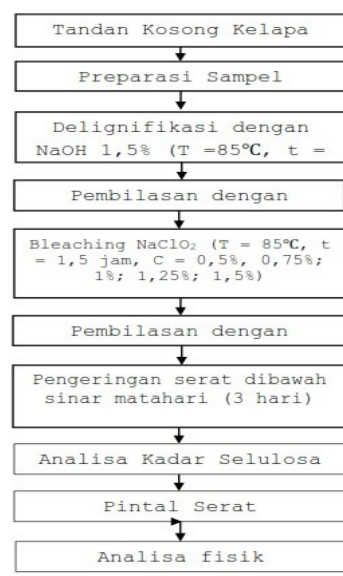 Tandan Kosong Kelapa
Preparasi Sampel
Delignifikasi dengan
NaOH 1,5% (T =85℃, t =
Pembilasan dengan
Bleaching NaClO₂ (T = 85℃, t
= 1,5 jam, C = 0,5%, 0,75%;
1%; 1,25%; 1,5%)
Pembilasan dengan
Pengeringan serat dibawah
sinar matahari (3 hari)
Analisa Kadar Selulosa
Pintal Serat
Analisa fisik